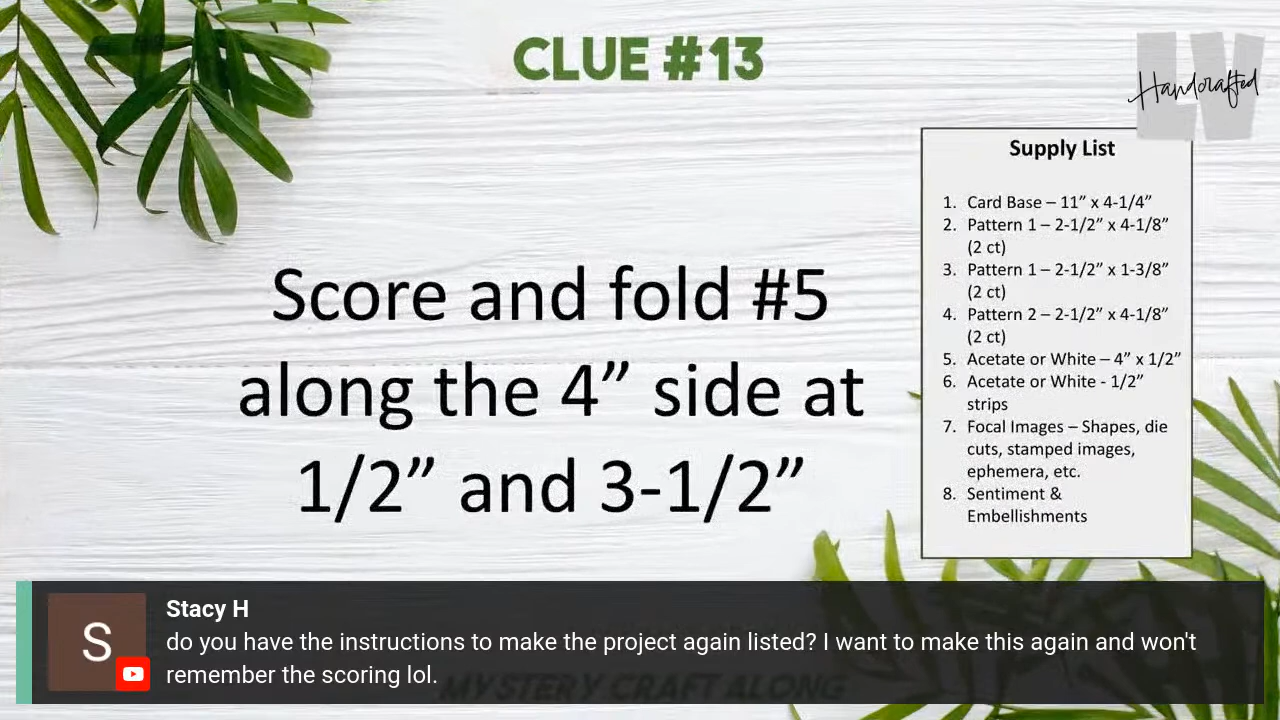 CLUE #13
Handcrafted
LV
Supply List
1. Card Base – 11” x 4-1/4”
2. Pattern 1 – 2-1/2” x 4-1/8”
(2 ct)
3. Pattern 1 – 2-1/2” x 1-3/8”
(2 ct)
4. Pattern 2 – 2-1/2” x 4-1/8”
(2 ct)
5. Acetate or White – 4” x 1/2”
6. Acetate or White - 1/2”
strips
7. Focal Images – Shapes, die
cuts, stamped images,
ephemera, etc.
8. Sentiment &
Embellishments
Score and fold #5
along the 4” side at
1/2” and 3-1/2”
S
Stacy H
do you have the instructions to make the project again listed? I want to make this again and won't
remember the scoring lol.
MYSTERY CRAFT ALONG